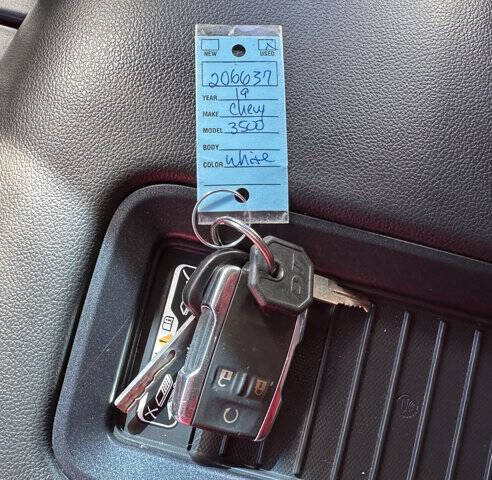 NEW USED
206637
YEAR 19
MAKE Chevy
MODEL 3500
BODY
COLOR White